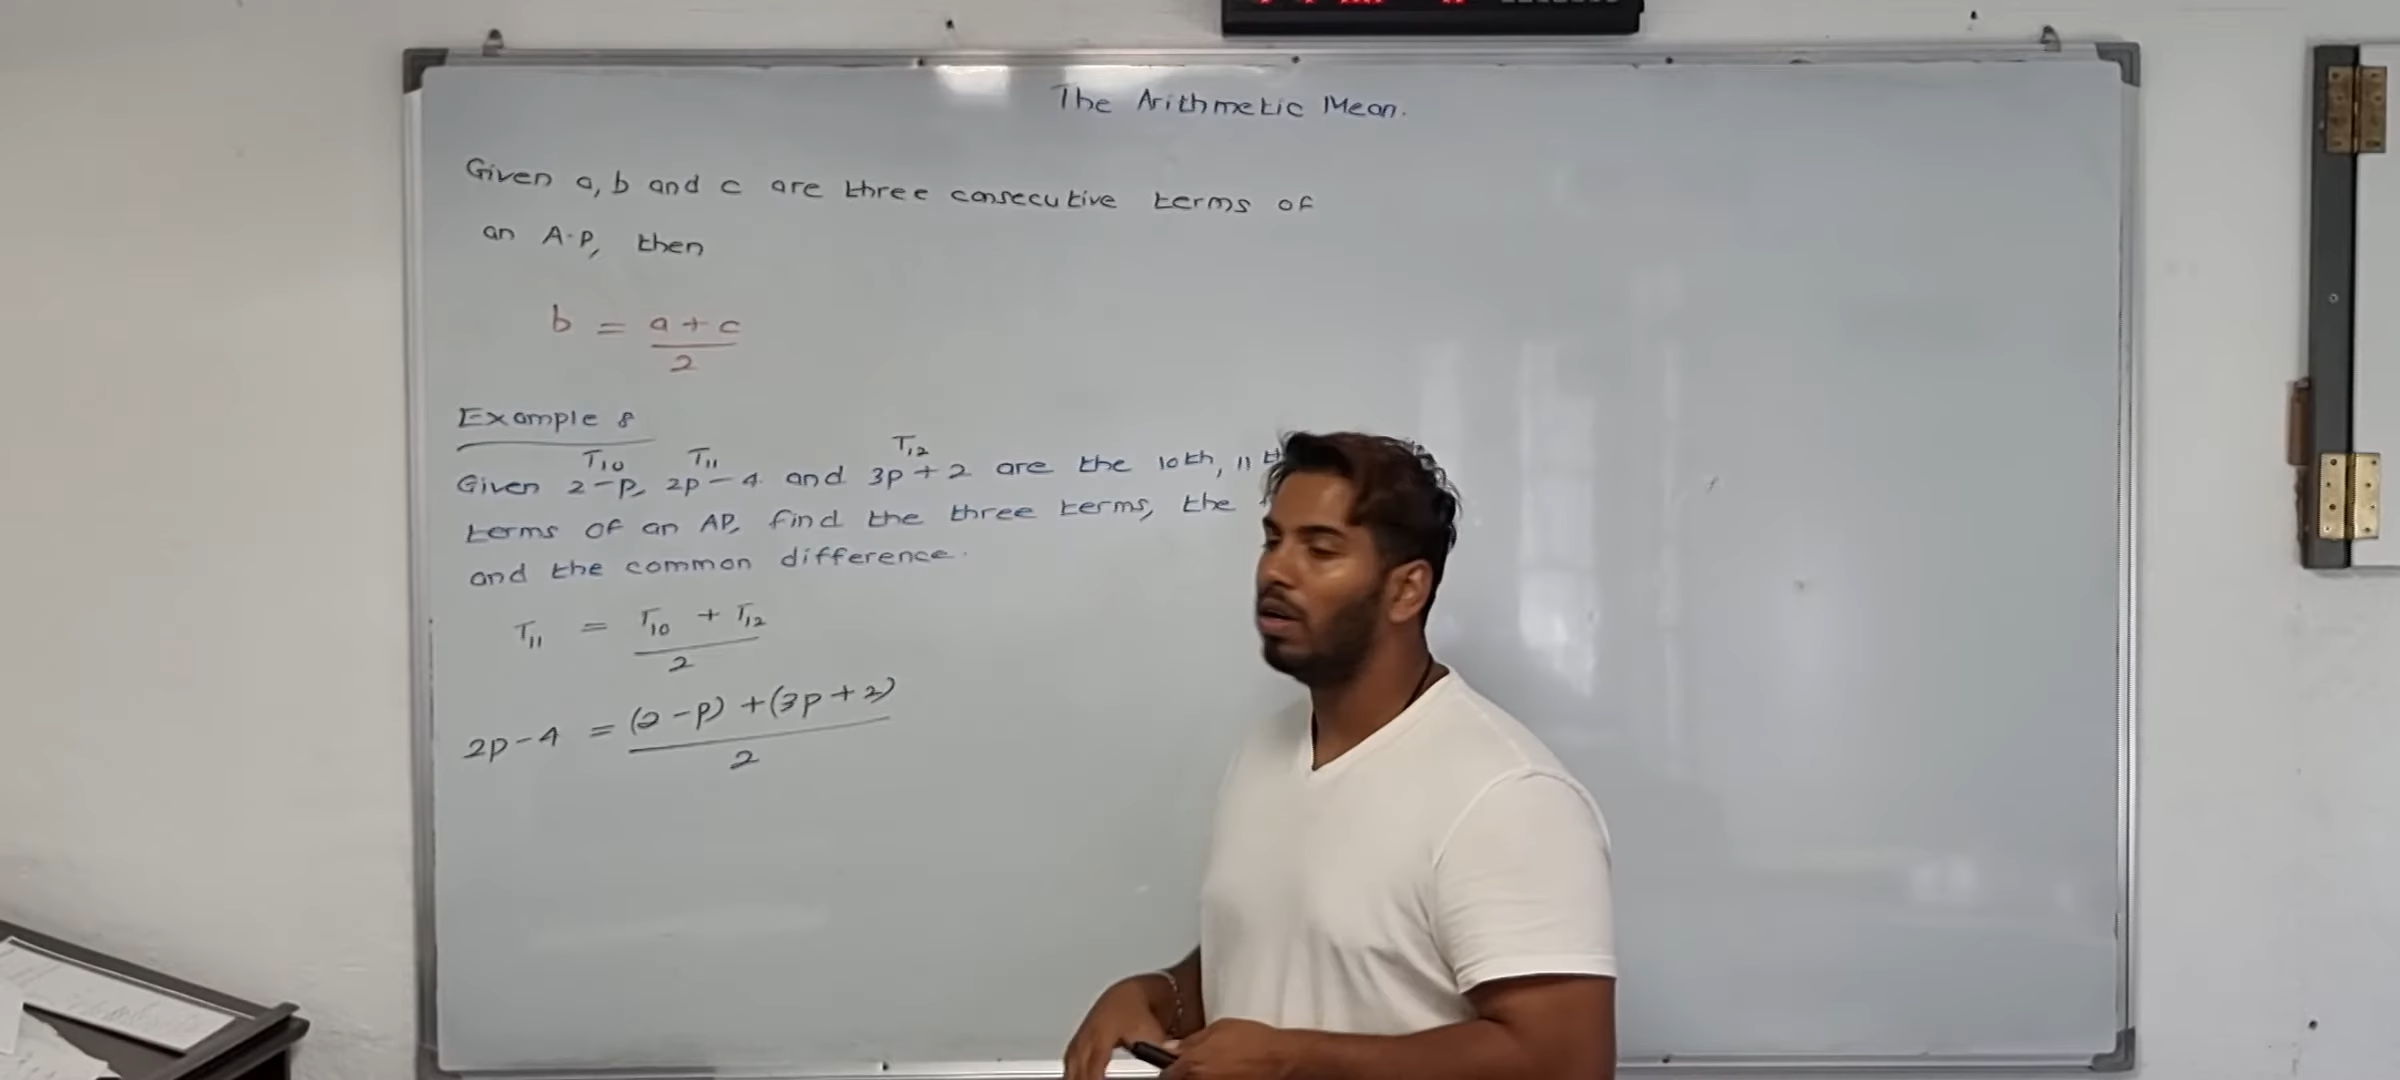 The Arithmetic Mean.
Given a, b and c are three consecutive terms of
an A.P, then
b = a + c
2
Example 8
T10 T11 T12
Given 2-p, 2p-4 and 3p+2 are the 10th, 11th
terms of an AP, find the three terms, the
and the common difference.
T11 = T10 + T12
2
2p-4 = (2-p) + (3p+2)
2